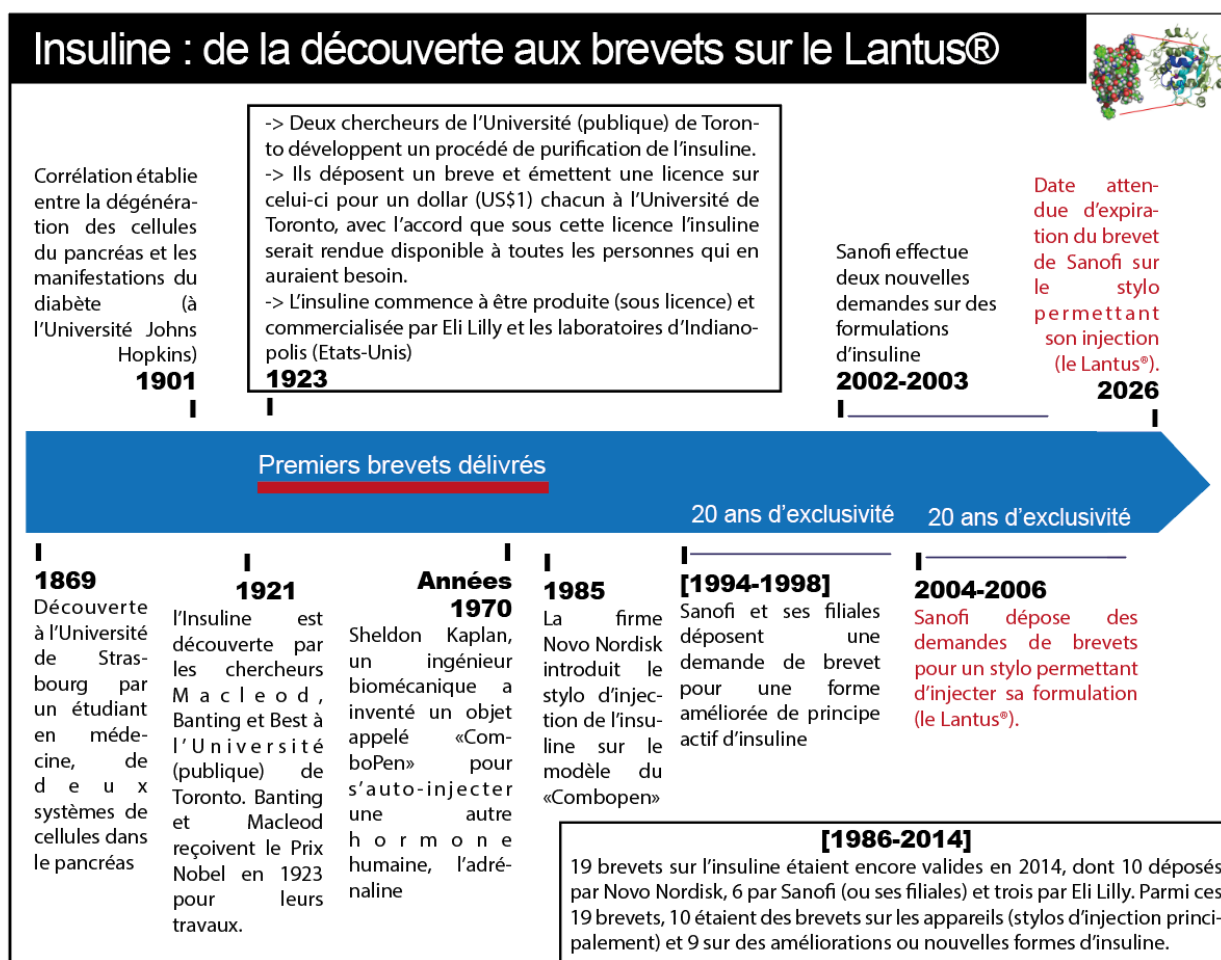 Insuline : de la découverte aux brevets sur le Lantus®
Corrélation établie
entre la dégénéra-
tion des cellules
du pancréas et les
manifestations du
diabète (à
l’Université Johns
Hopkins)
1901
-> Deux chercheurs de l’Université (publique) de Toron-
to développent un procédé de purification de l’insuline.
-> Ils déposent un breve et émettent une licence sur
celui-ci pour un dollar (US$1) chacun à l’Université de
Toronto, avec l’accord que sous cette licence l’insuline
serait rendue disponible à toutes les personnes qui en
auraient besoin.
-> L’insuline commence à être produite (sous licence) et
commercialisée par Eli Lilly et les laboratoires d’Indiano-
polis (Etats-Unis)
1923
Sanofi effectue
deux nouvelles
demandes sur des
formulations
d’insuline
2002-2003
Date atten-
due d’expira-
tion du brevet
de Sanofi sur
le stylo
permettant
son injection
(le Lantus®).
2026
Premiers brevets délivrés
20 ans d’exclusivité
20 ans d’exclusivité
1869
Découverte
à l’Université
de Stras-
bourg par
un étudiant
en méde-
cine, de
deux
systèmes de
cellules dans
le pancréas
1921
l’Insuline est
découverte par
les chercheurs
Macleod,
Banting et Best à
l’Université
(publique) de
Toronto. Banting
et Macleod
reçoivent le Prix
Nobel en 1923
pour leurs
travaux.
Années
1970
Sheldon Kaplan,
un ingénieur
biomécanique a
inventé un objet
appelé «Com-
boPen» pour
s’auto-injecter
une autre
hormone
humaine, l’adré-
naline
1985
La firme
Novo Nordisk
introduit le
stylo d’injec-
tion de l’insu-
line sur le
modèle du
«Combopen»
[1994-1998]
Sanofi et ses filiales
déposent une
demande de brevet
pour une forme
améliorée de principe
actif d’insuline
2004-2006
Sanofi dépose des
demandes de brevets
pour un stylo permettant
d’injecter sa formulation
(le Lantus®).
[1986-2014]
19 brevets sur l’insuline étaient encore valides en 2014, dont 10 déposés
par Novo Nordisk, 6 par Sanofi (ou ses filiales) et trois par Eli Lilly. Parmi ces
19 brevets, 10 étaient des brevets sur les appareils (stylos d’injection princi-
palement) et 9 sur des améliorations ou nouvelles formes d’insuline.